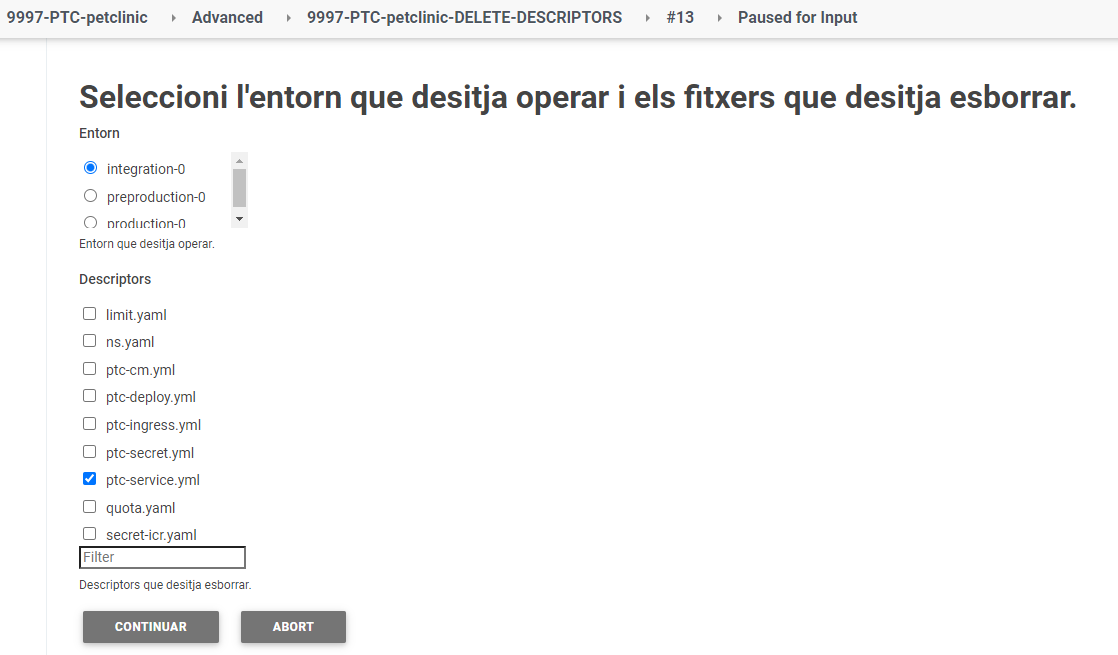 9997-PTC-petclinic Advanced 9997-PTC-petclinic-DELETE-DESCRIPTORS #13 Paused for Input
Seleccioni l'entorn que desitja operar i els fitxers que desitja esborrar.
Entorn
integration-0
preproduction-0
production-0
Entorn que desitja operar.
Descriptors
limit.yaml
ns.yaml
ptc-cm.yml
ptc-deploy.yml
ptc-ingress.yml
ptc-secret.yml
ptc-service.yml
quota.yaml
secret-icr.yaml
Filter
Descriptors que desitja esborrar.
CONTINUAR ABORT